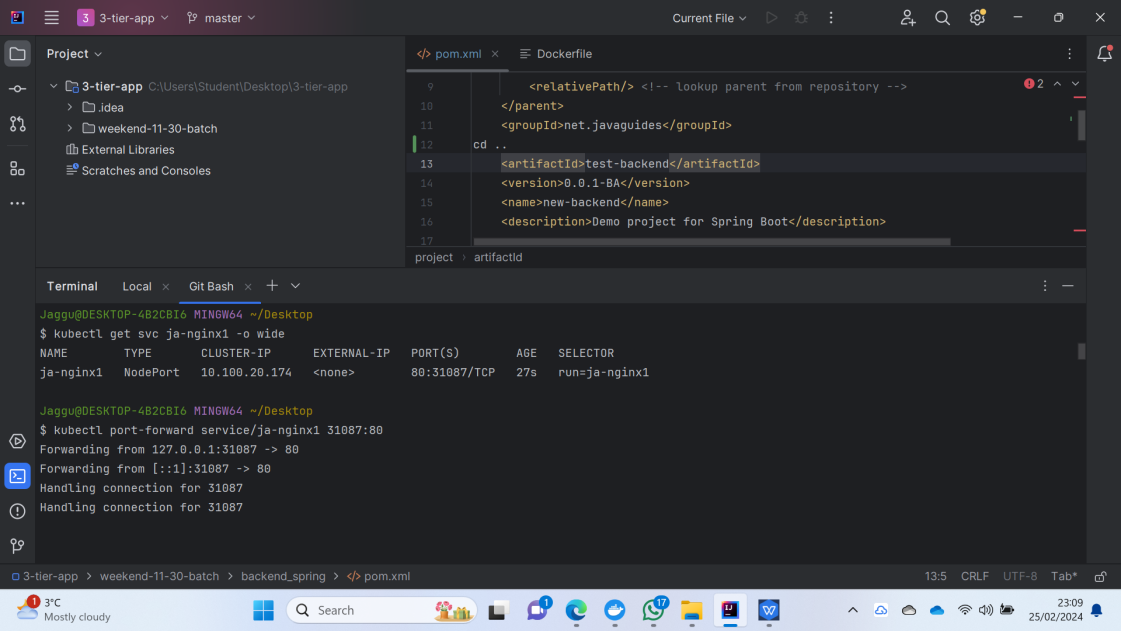 3 3-tier-app master Current File
Project
3-tier-app C:\Users\Student\Desktop\3-tier-app
.idea
weekend-11-30-batch
External Libraries
Scratches and Consoles
</> pom.xml Dockerfile
2
9 <relativePath/> <!-- lookup parent from repository -->
10 </parent>
11 <groupId>net.javaguides</groupId>
12 cd ..
13 <artifactId>test-backend</artifactId>
14 <version>0.0.1-BA</version>
15 <name>new-backend</name>
16 <description>Demo project for Spring Boot</description>
17
project > artifactId
Terminal Local Git Bash
Jaggu@DESKTOP-4B2CBI6 MINGW64 ~/Desktop
$ kubectl get svc ja-nginx1 -o wide
NAME TYPE CLUSTER-IP EXTERNAL-IP PORT(S) AGE SELECTOR
ja-nginx1 NodePort 10.100.20.174 <none> 80:31087/TCP 27s run=ja-nginx1
Jaggu@DESKTOP-4B2CBI6 MINGW64 ~/Desktop
$ kubectl port-forward service/ja-nginx1 31087:80
Forwarding from 127.0.0.1:31087 -> 80
Forwarding from [::1]:31087 -> 80
Handling connection for 31087
Handling connection for 31087
3-tier-app > weekend-11-30-batch > backend_spring > </> pom.xml
13:5 CRLF UTF-8 Tab*
1
3°C
Mostly cloudy
Search
1
17
23:09
25/02/2024